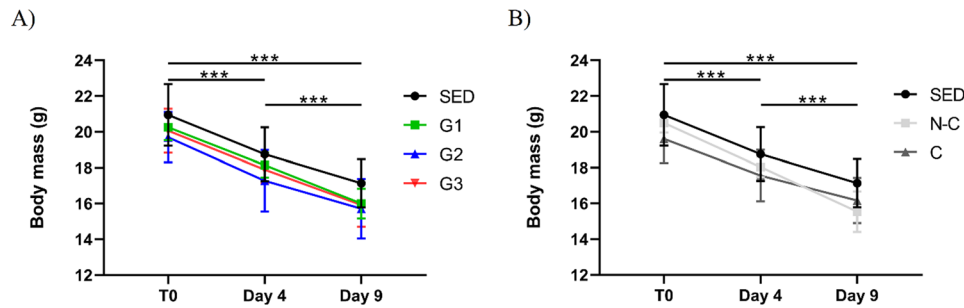 A)
Body mass (g)
24
22
20
18
16
14
12
***
***
***
T0
Day 4
Day 9
SED
G1
G2
G3
B)
Body mass (g)
24
22
20
18
16
14
12
***
***
***
T0
Day 4
Day 9
SED
N-C
C